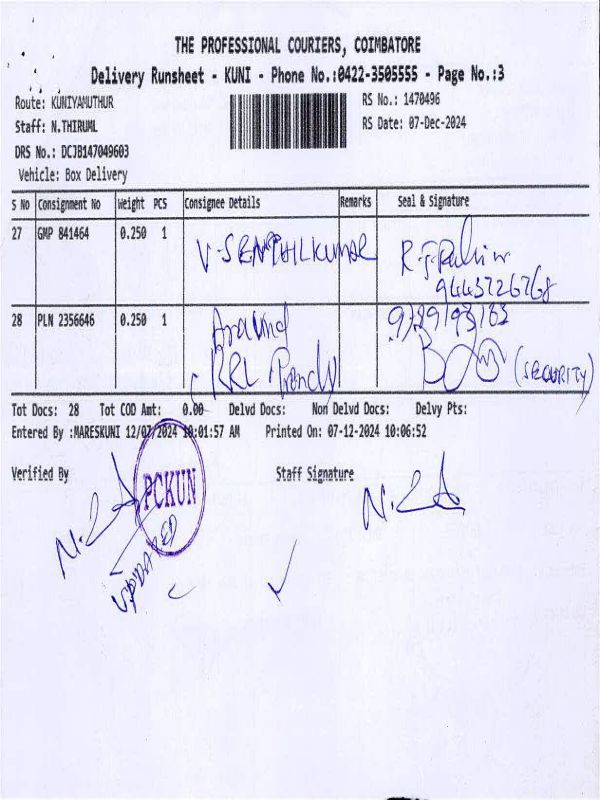 THE PROFESSIONAL COURIERS, COIMBATORE
Delivery Runsheet - KUNI - Phone No.:0422-3505555 - Page No.:3
Route: KUNIYAMUTHUR RS No.: 1470496
Staff: N.THIRUML RS Date: 07-Dec-2024
DRS No.: DCJB147049603
Vehicle: Box Delivery
S No Consignment No Weight PCS Consignee Details Remarks Seal & Signature
27 GMP 841464 0.250 1 V-SENTHILKUMAR
28 PLN 2356646 0.250 1 Aravind
KRL
(SECURITY)
Tot Docs: 28 Tot COD Amt: 0.00 Delvd Docs: Non Delvd Docs: Delvy Pts:
Entered By :MARESKUNI 12/07/2024 10:01:57 AM Printed On: 07-12-2024 10:06:52
Verified By Staff Signature
PCKUN